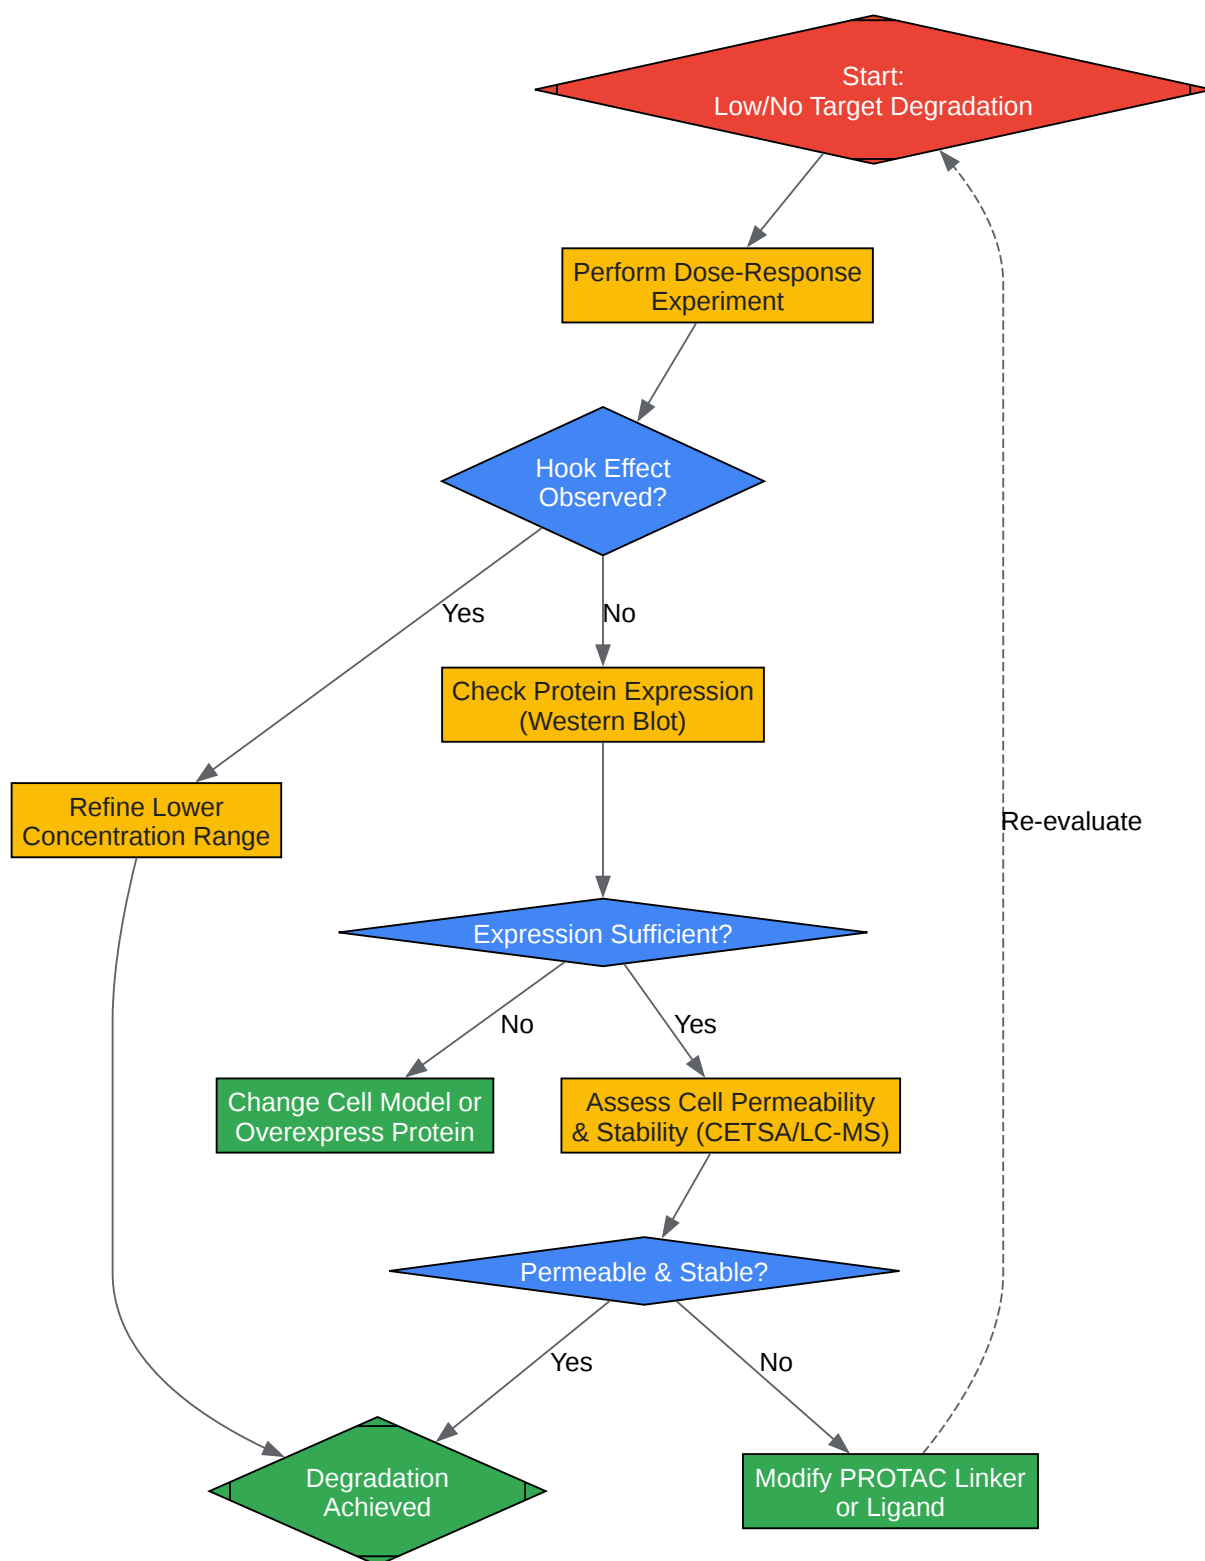 Start:
Low/No Target Degradation
Perform Dose-Response
Experiment
Hook Effect
Observed?
Yes
No
Check Protein Expression
(Western Blot)
Refine Lower
Concentration Range
Re-evaluate
Expression Sufficient?
No
Yes
Change Cell Model or
Overexpress Protein
Assess Cell Permeability
& Stability (CETSA/LC-MS)
Permeable & Stable?
Yes
No
Degradation
Achieved
Modify PROTAC Linker
or Ligand